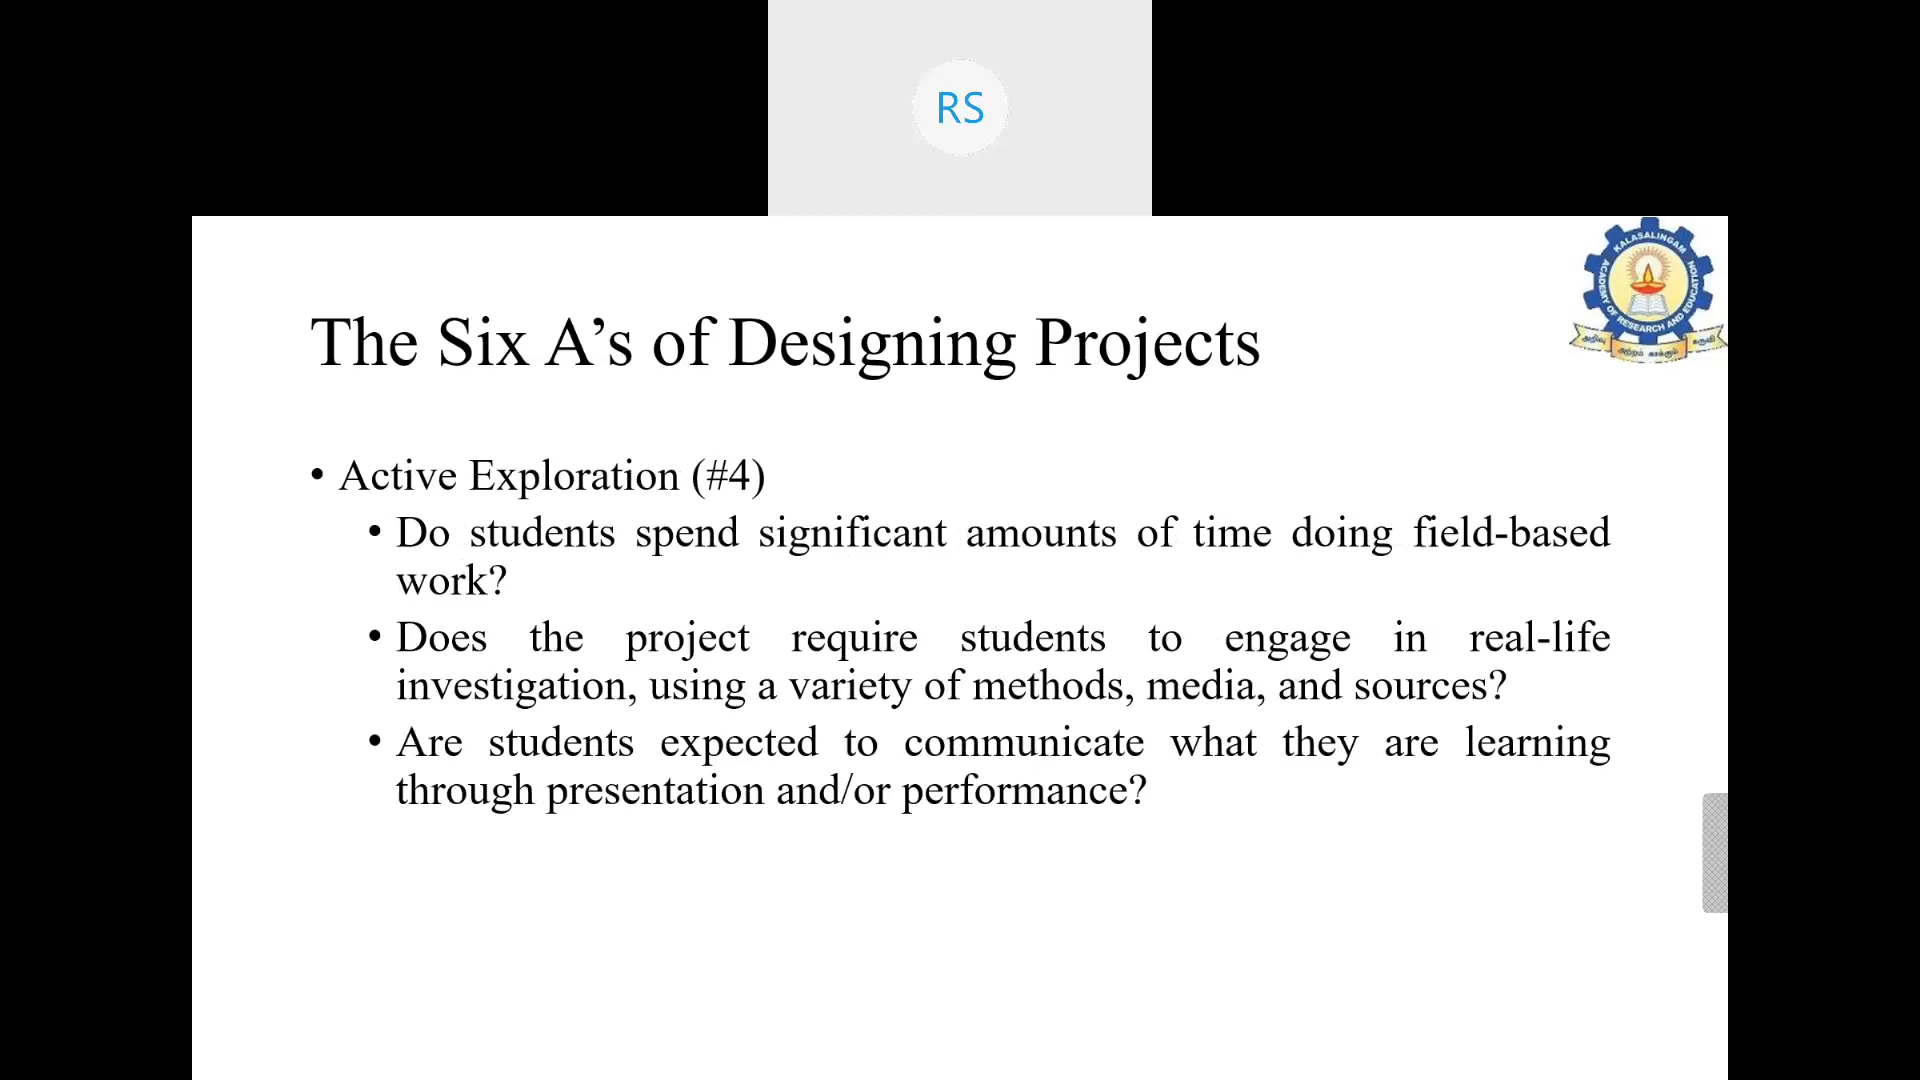 RS
KALASALINGAM
ACADEMY OF RESEARCH AND EDUCATION
The Six A’s of Designing Projects
• Active Exploration (#4)
• Do students spend significant amounts of time doing field-based
work?
• Does the project require students to engage in real-life
investigation, using a variety of methods, media, and sources?
• Are students expected to communicate what they are learning
through presentation and/or performance?